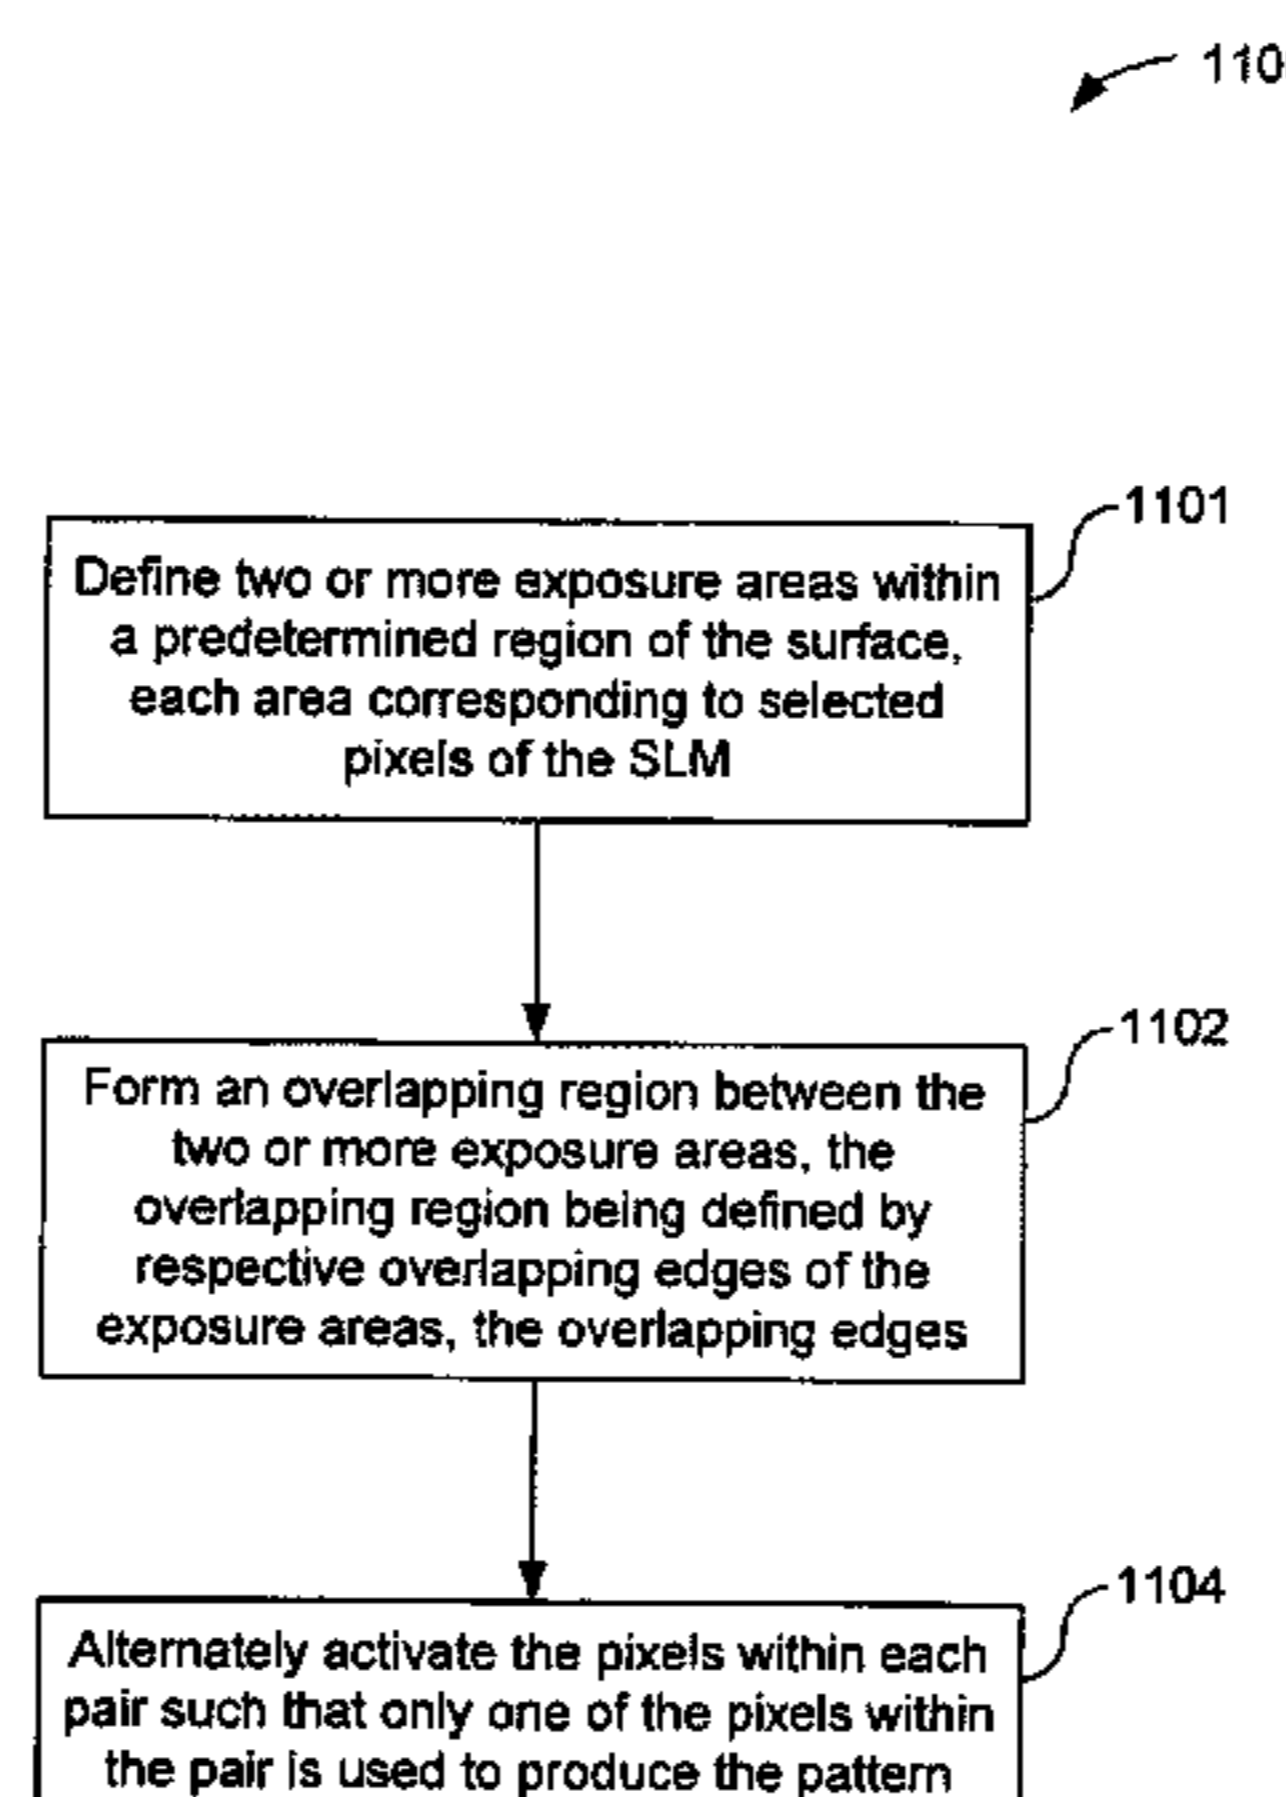 110
1101
Define two or more exposure areas within
a predetermined region of the surface,
each area corresponding to selected
pixels of the SLM
1102
Form an overlapping region between the
two or more exposure areas, the
overlapping region being defined by
respective overlapping edges of the
exposure areas, the overlapping edges
1104
Alternately activate the pixels within each
pair such that only one of the pixels within
the pair is used to produce the pattern